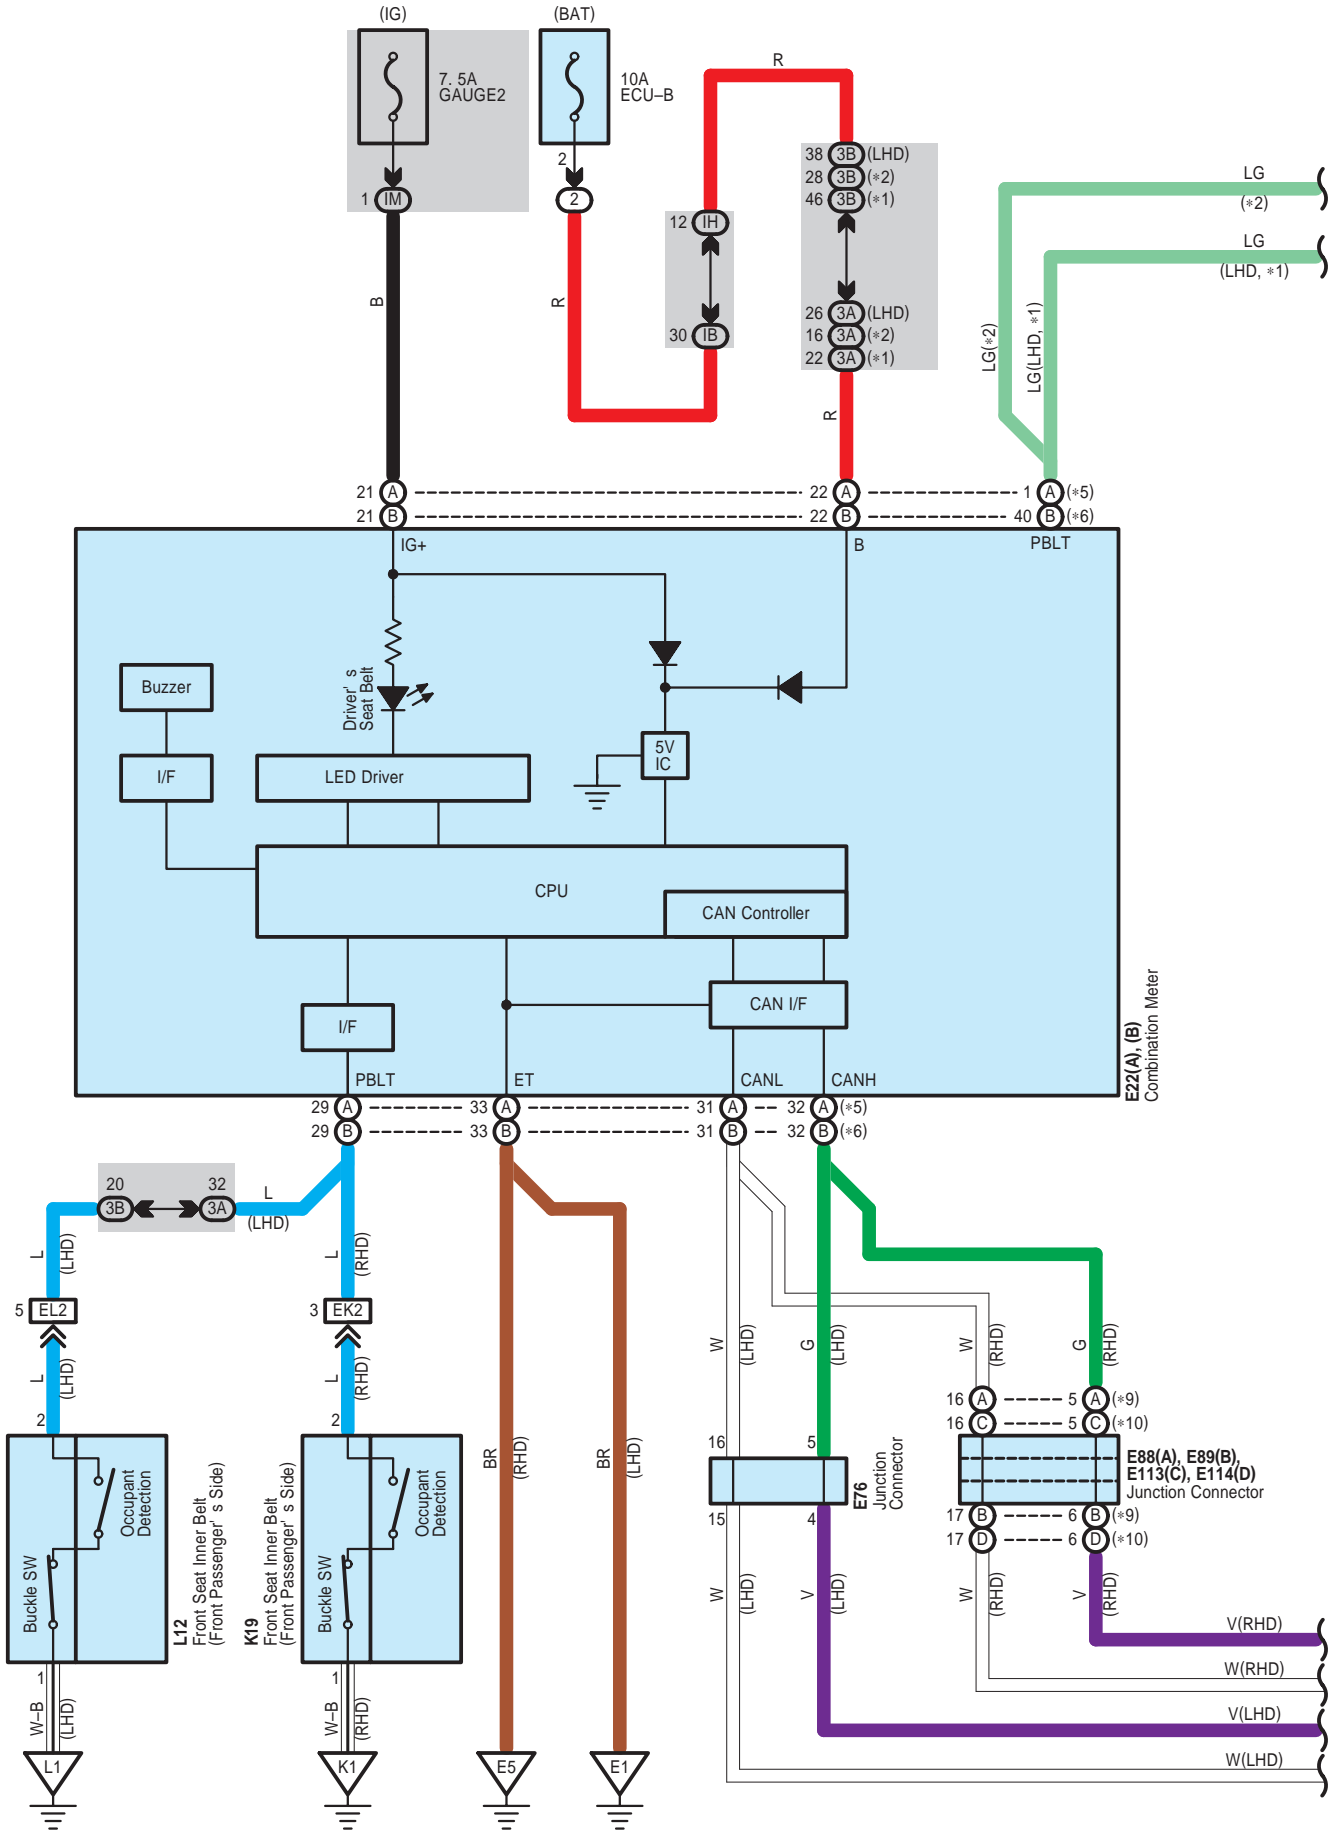 (IG)
(BAT)
7. 5A
GAUGE2
10A
ECU–B
R
2
1 IM
2
38 3B (LHD)
28 3B (*2)
46 3B (*1)
12 IH
30 IB
26 3A (LHD)
16 3A (*2)
22 3A (*1)
LG
(*2)
LG
(LHD, *1)
B
R
R
LG(*2)
LG(LHD, *1)
21 A 22 A 1 A (*5)
21 B 22 B 40 B (*6)
IG+
B
PBLT
Driver' s
Seat Belt
Buzzer
I/F
LED Driver
5V
IC
CPU
CAN Controller
I/F
CAN I/F
E22(A), (B)
Combination Meter
PBLT
ET
CANL
CANH
29 A 33 A 31 A 32 A (*5)
29 B 33 B 31 B 32 B (*6)
20
32
3B
3A
L
(LHD)
L
(LHD)
L
(RHD)
5 EL2
3 EK2
L
(LHD)
L
(RHD)
2
2
W
(LHD)
G
(LHD)
W
(RHD)
G
(RHD)
16 A 5 A (*9)
16 C 5 C (*10)
Occupant
Detection
Buckle SW
L12
Front Seat Inner Belt
(Front Passenger' s Side)
Occupant
Detection
Buckle SW
K19
Front Seat Inner Belt
(Front Passenger' s Side)
BR
(RHD)
BR
(LHD)
16
5
E76
Junction
Connector
15
4
E88(A), E89(B),
E113(C), E114(D)
Junction Connector
17 B 6 B (*9)
17 D 6 D (*10)
W
(LHD)
V
(LHD)
W
(RHD)
V
(RHD)
1
1
W–B
(LHD)
W–B
(RHD)
V(RHD)
W(RHD)
V(LHD)
W(LHD)
L1
K1
E5
E1